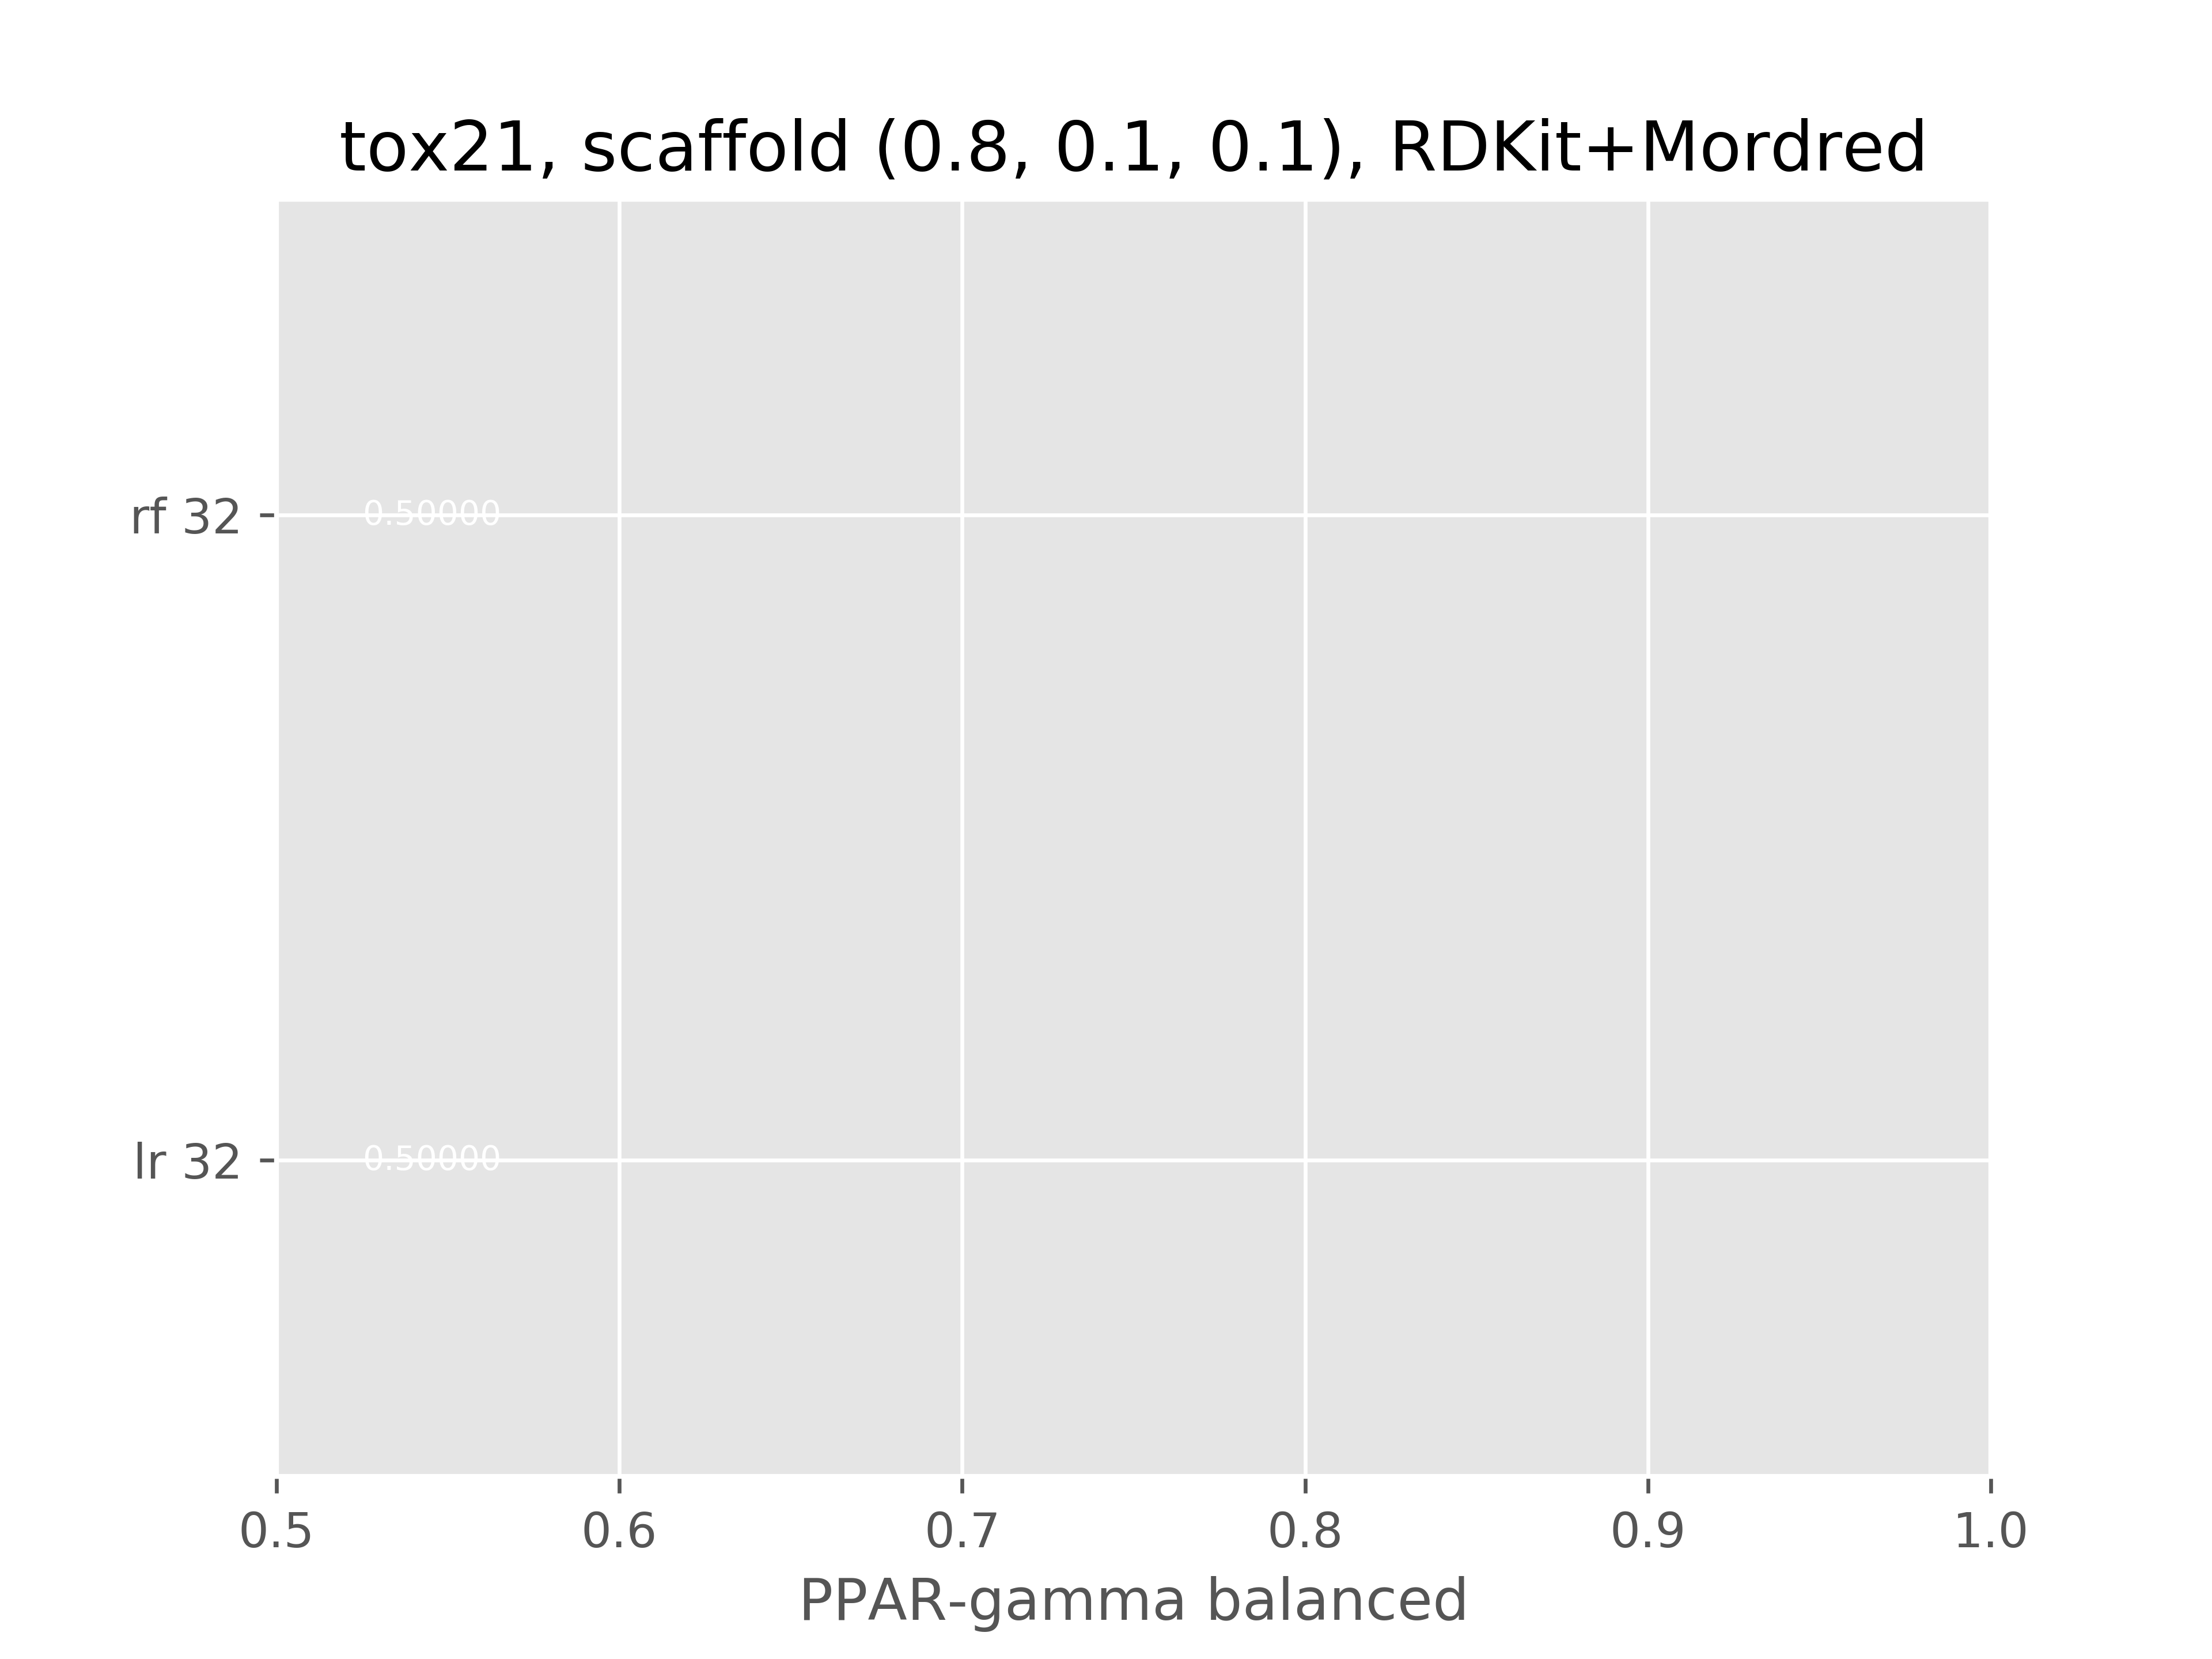 tox21, scaffold (0.8, 0.1, 0.1), RDKit+Mordred
rf 32
0.50000
lr 32
0.50000
0.5 0.6 0.7 0.8 0.9 1.0
PPAR-gamma balanced